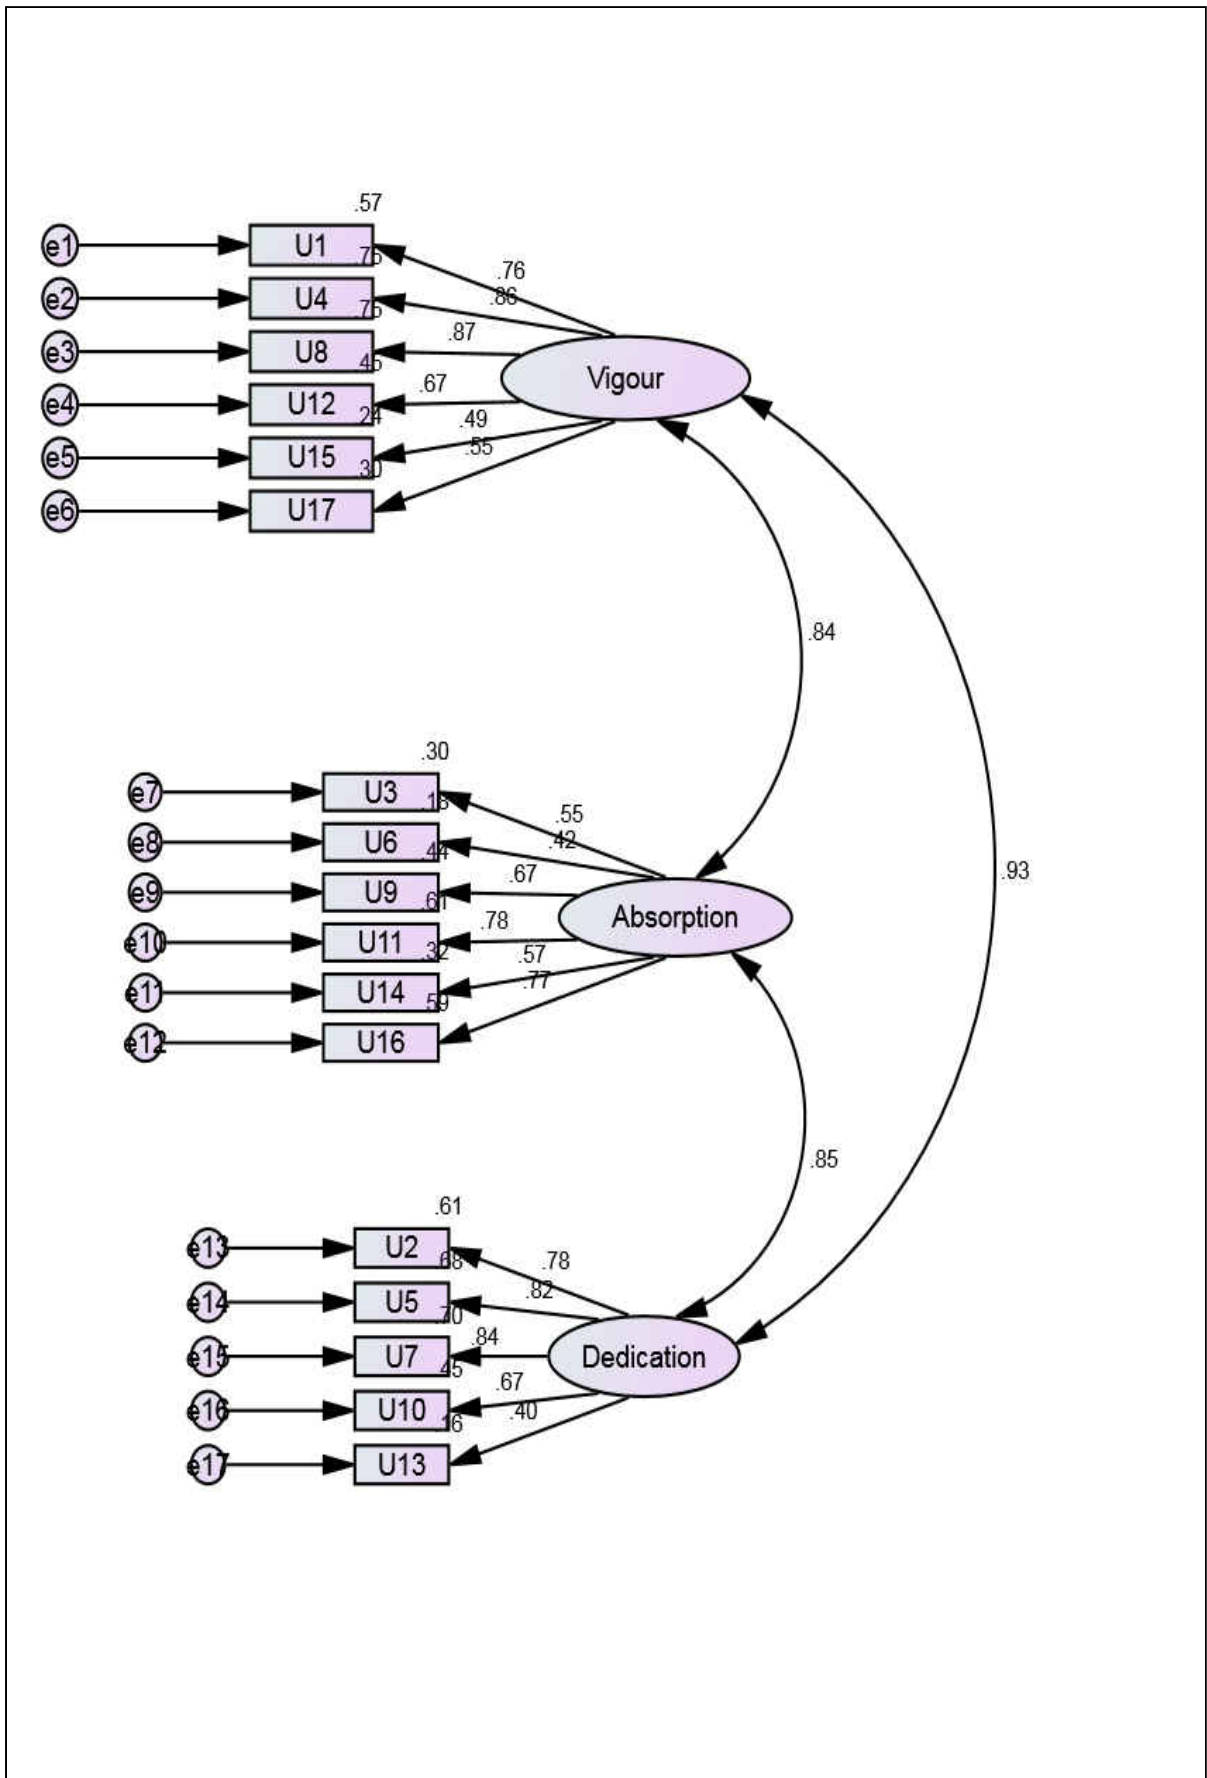 .57
e1 U1
.76
.75
e2 U4
.86
.75
e3 U8
.87
Vigour
.45
e4 U12
.67
.24
e5 U15
.49
.30
e6 U17
.55
.84
.30
e7 U3
.55
.18
e8 U6
.42
.44
e9 U9
.67
.93
.61
e10 U11
.78
Absorption
.32
e11 U14
.57
.59
e12 U16
.77
.85
.61
e13 U2
.78
.68
e14 U5
.82
.70
e15 U7
.84
Dedication
.45
e16 U10
.67
.16
e17 U13
.40